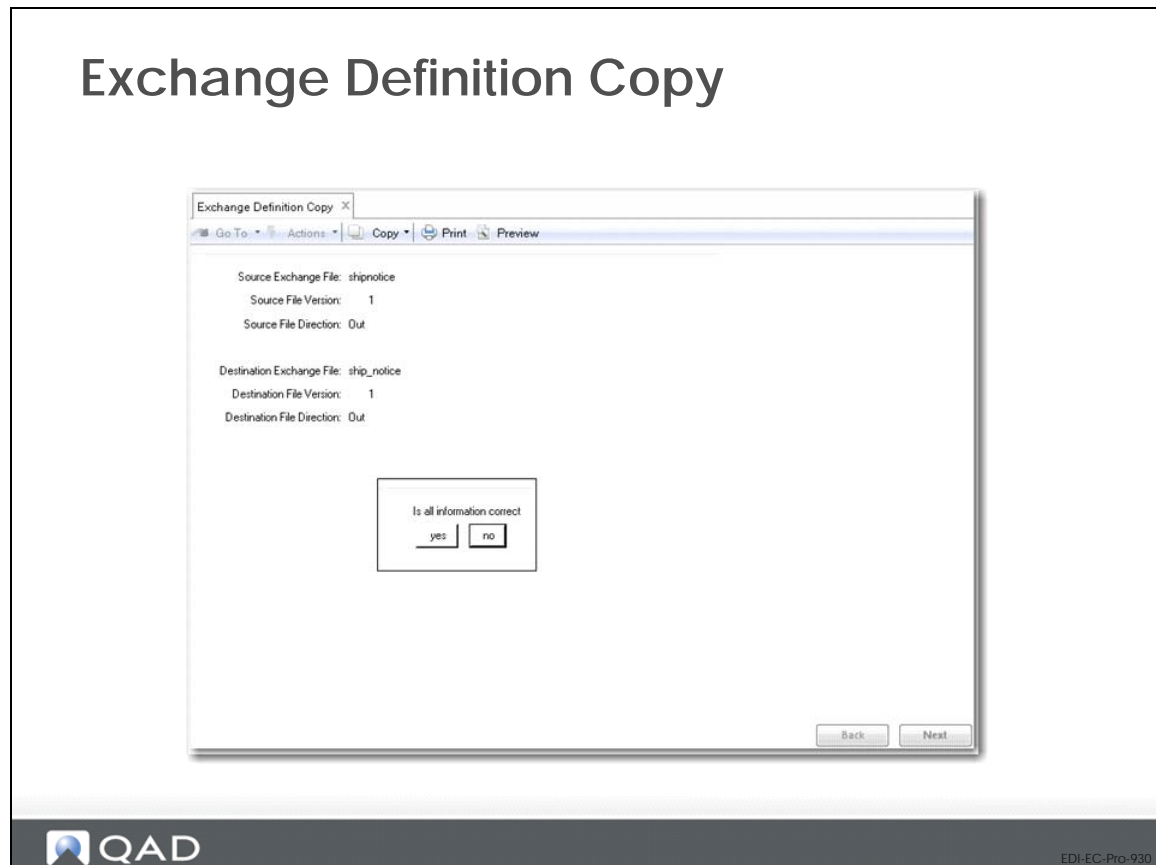 Exchange Definition Copy
Exchange Definition Copy X
Go To Actions Copy Print Preview
Source Exchange File: shipnotice
Source File Version: 1
Source File Direction: Out
Destination Exchange File: ship_notice
Destination File Version: 1
Destination File Direction: Out
Is all information correct
yes no
Back Next
QAD
EDI-EC-Pro-930